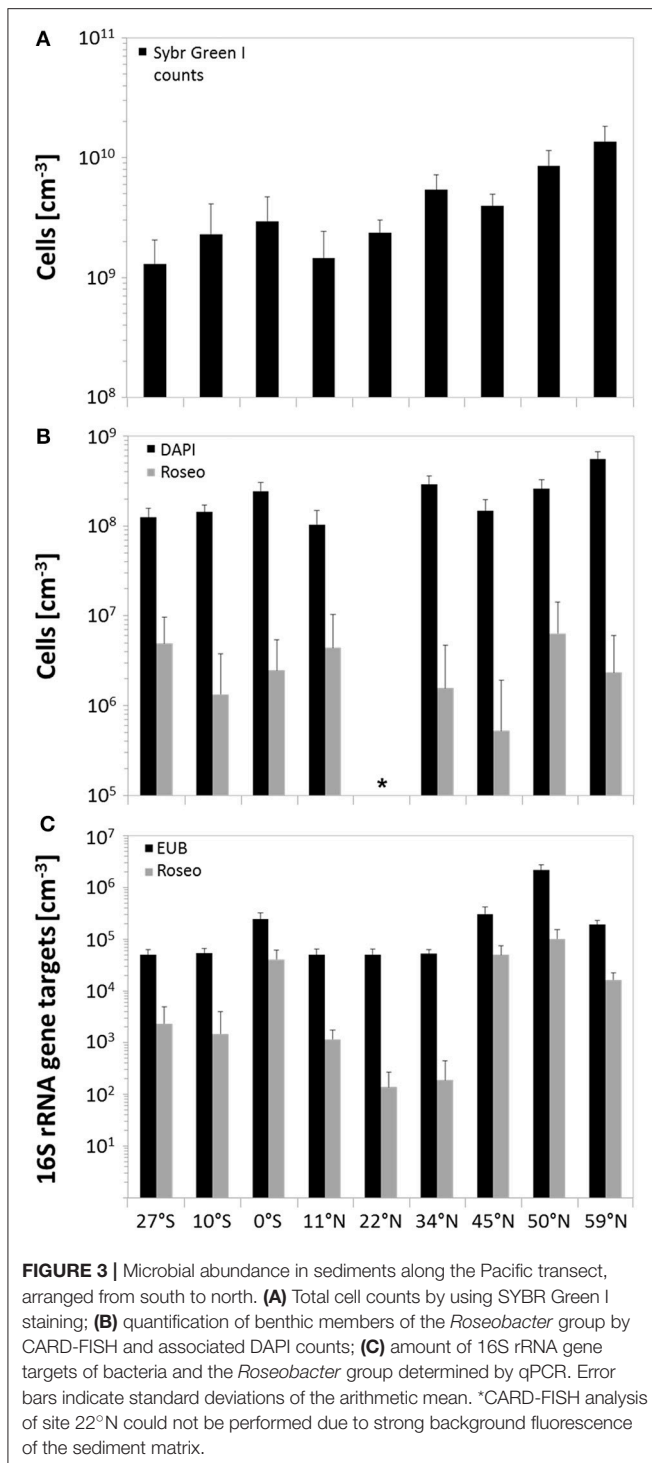 A
10¹¹
Sybr Green I
counts
10¹⁰
10⁹
10⁸
Cells [cm⁻³]
B
10⁹
DAPI
Roseo
10⁸
10⁷
10⁶
10⁵
Cells [cm⁻³]
*
C
10⁷
EUB
Roseo
10⁶
10⁵
10⁴
10³
10²
10¹
16S rRNA gene targets [cm⁻³]
27°S 10°S 0°S 11°N 22°N 34°N 45°N 50°N 59°N
FIGURE 3 | Microbial abundance in sediments along the Pacific transect,
arranged from south to north. (A) Total cell counts by using SYBR Green I
staining; (B) quantification of benthic members of the Roseobacter group by
CARD-FISH and associated DAPI counts; (C) amount of 16S rRNA gene
targets of bacteria and the Roseobacter group determined by qPCR. Error
bars indicate standard deviations of the arithmetic mean. *CARD-FISH analysis
of site 22°N could not be performed due to strong background fluorescence
of the sediment matrix.